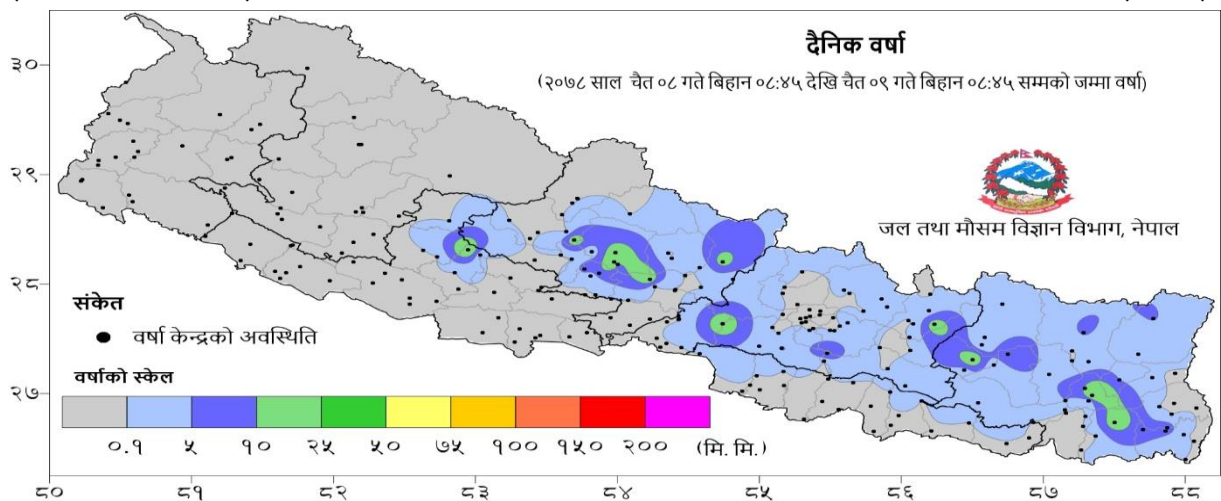 दैनिक वर्षा
(२०७८ साल चैत ०८ गते बिहान ०८:४५ देखि चैत ०९ गते बिहान ०८:४५ सम्मको जम्मा वर्षा)
जल तथा मौसम विज्ञान विभाग, नेपाल
३०
२९
२८
२७
संकेत
वर्षा केन्द्रको अवस्थिति
वर्षाको स्केल
०.१ ५ १० २५ ५० ७५ १०० १५० २०० (मि. मि.)
८० ८१ ८२ ८३ ८४ ८५ ८६ ८७ ८८